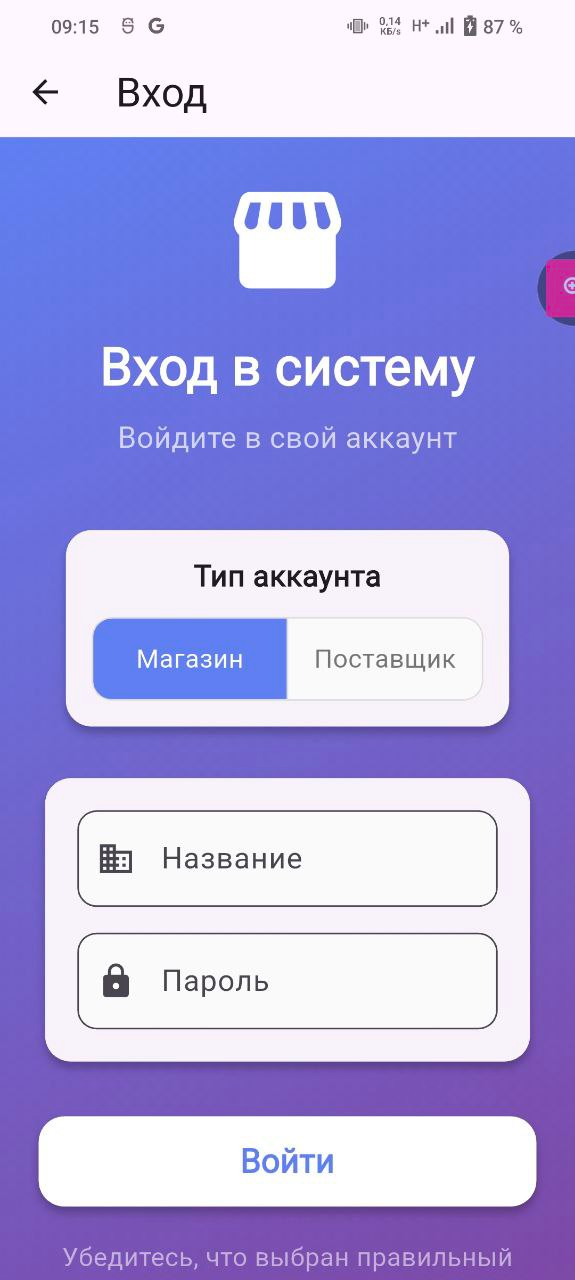 09:15
G
0,14
КБ/s
H+
87 %
Вход
Вход в систему
Войдите в свой аккаунт
Тип аккаунта
Магазин
Поставщик
Название
Пароль
Войти
Убедитесь, что выбран правильный